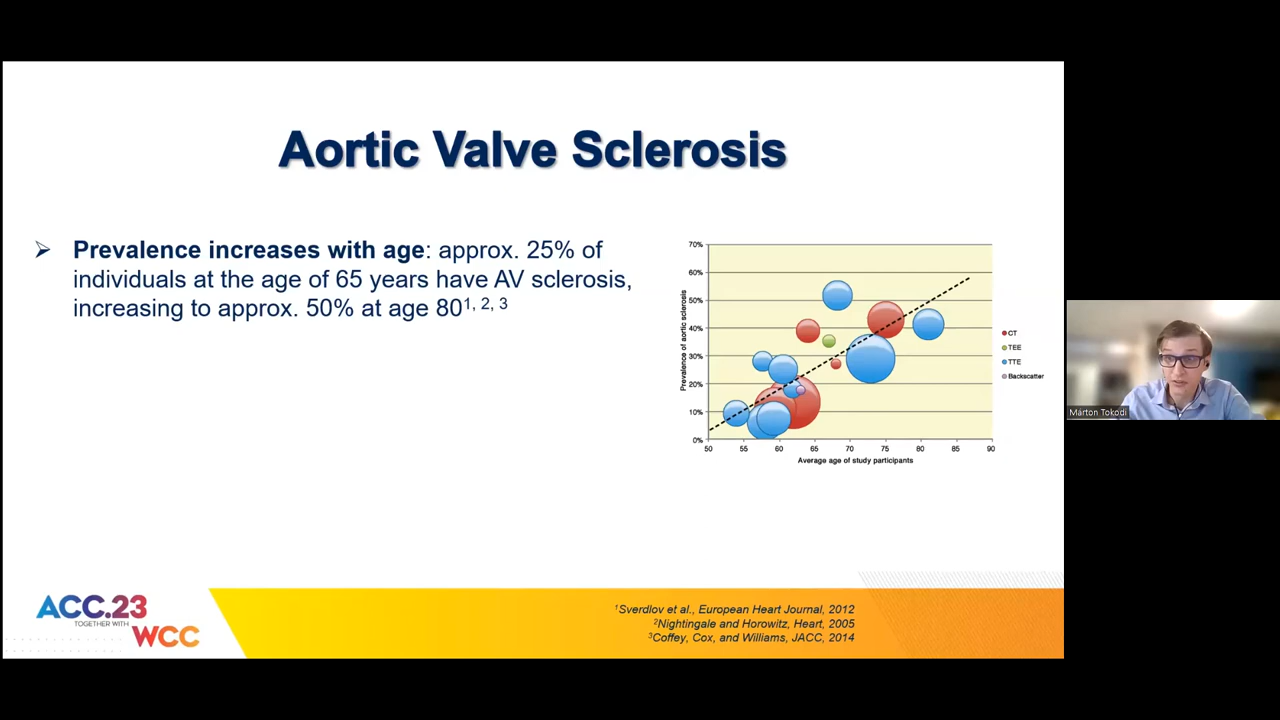 Aortic Valve Sclerosis
➢ Prevalence increases with age: approx. 25% of
individuals at the age of 65 years have AV sclerosis,
increasing to approx. 50% at age 80¹, ², ³
70%
60%
50%
40%
30%
20%
10%
0%
Prevalence of aortic sclerosis
50 55 60 65 70 75 80 85 90
Average age of study participants
CT
TEE
TTE
Backscatter
Márton Tokodi
ACC.23
TOGETHER WITH
WCC
¹Sverdlov et al., European Heart Journal, 2012
²Nightingale and Horowitz, Heart, 2005
³Coffey, Cox, and Williams, JACC, 2014